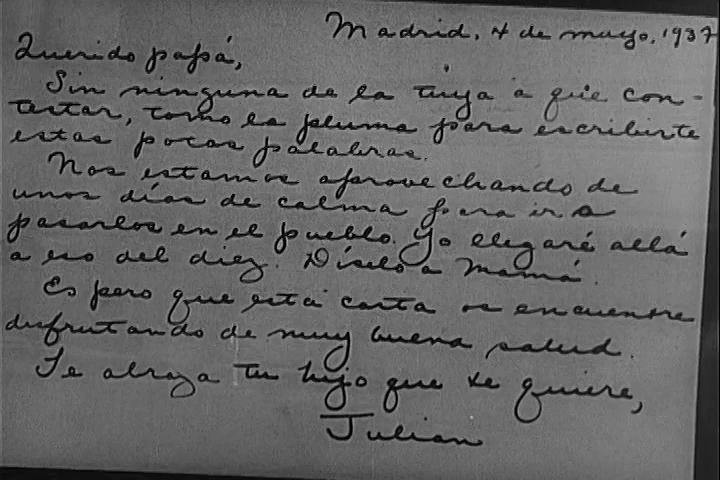 Madrid, 4 de mayo, 1937
Querido papá,
Sin ninguna de la tuya a que con-
testar, tomo la pluma para escribirte
estas pocas palabras.
Nos estamos aprovechando de
unos días de calma para ir a
pasarlos en el pueblo. Yo llegaré allá
a eso del diez. Díselo a Mamá.
Espero que esta carta os encuentre
disfrutando de muy buena salud.
Te abraza tu hijo que te quiere,
Julian